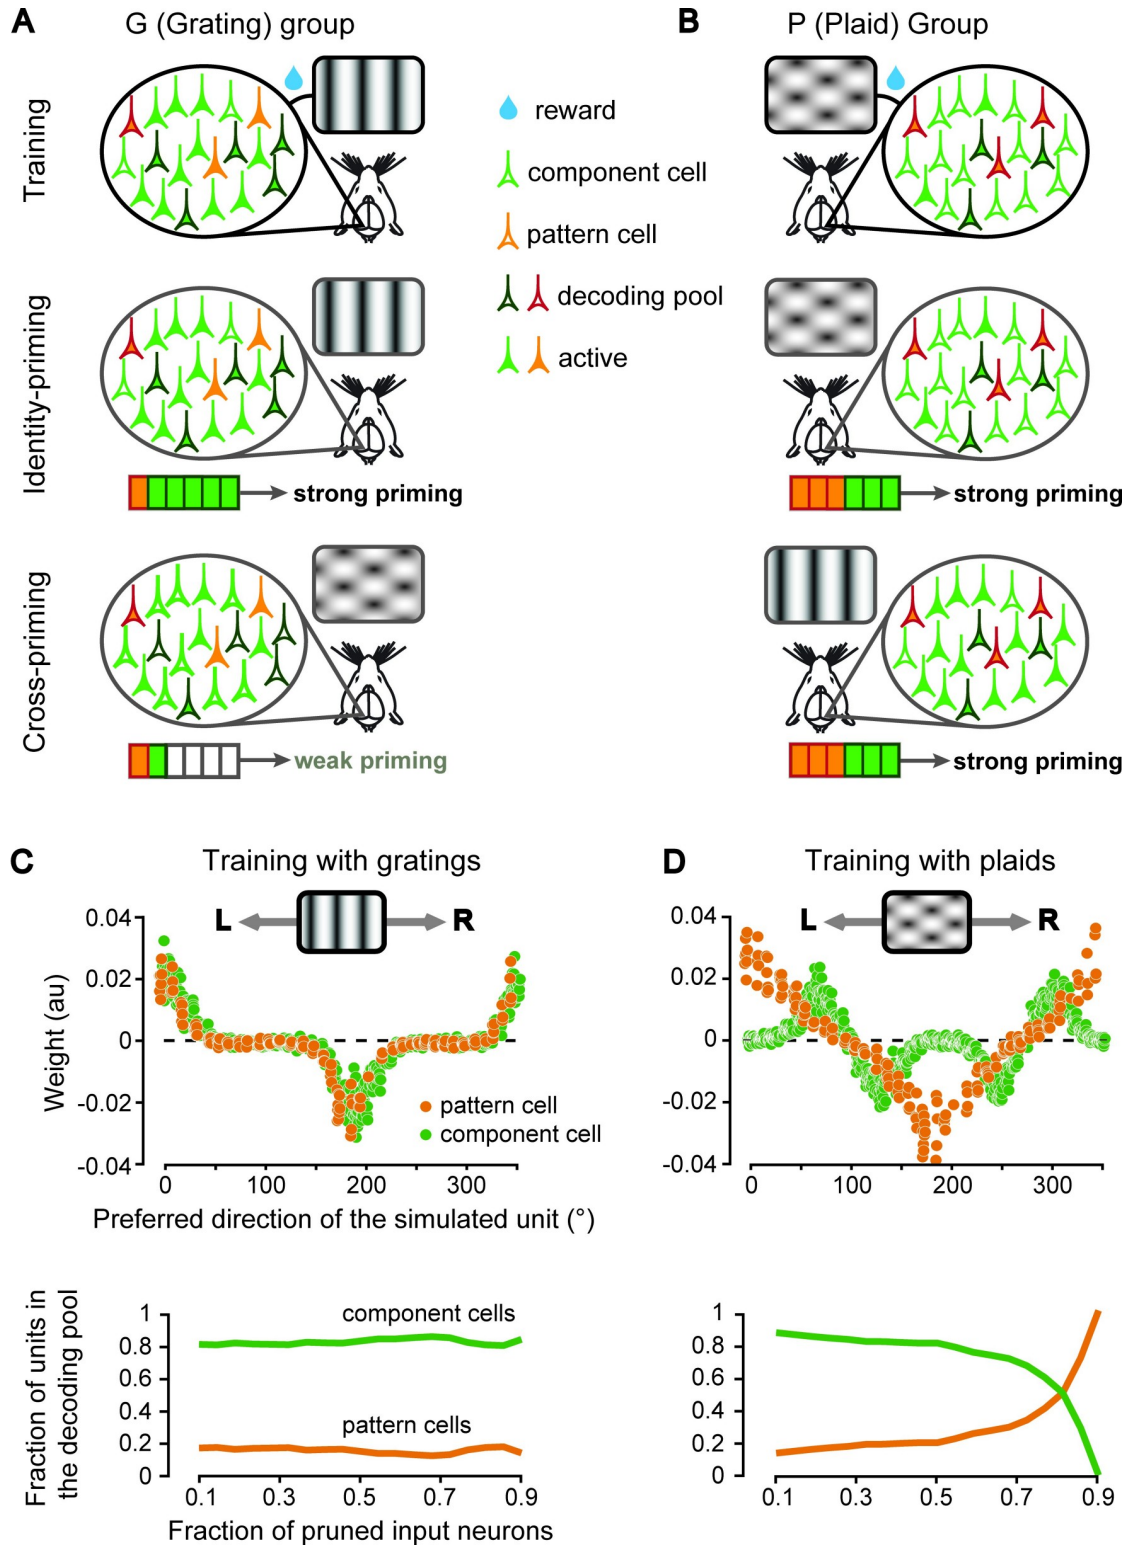 A
G (Grating) group
B
P (Plaid) Group
Training
reward
component cell
pattern cell
decoding pool
active
Identity-priming
strong priming
strong priming
Cross-priming
weak priming
strong priming
C
Training with gratings
L
R
0.04
0.02
0
-0.02
-0.04
Weight (au)
pattern cell
component cell
0
100
200
300
Preferred direction of the simulated unit (°)
D
Training with plaids
L
R
0.04
0.02
0
-0.02
-0.04
0
100
200
300
Fraction of units in
the decoding pool
1
0.8
0.6
0.4
0.2
0
component cells
pattern cells
0.1
0.3
0.5
0.7
0.9
Fraction of pruned input neurons
1
0.8
0.6
0.4
0.2
0
0.1
0.3
0.5
0.7
0.9